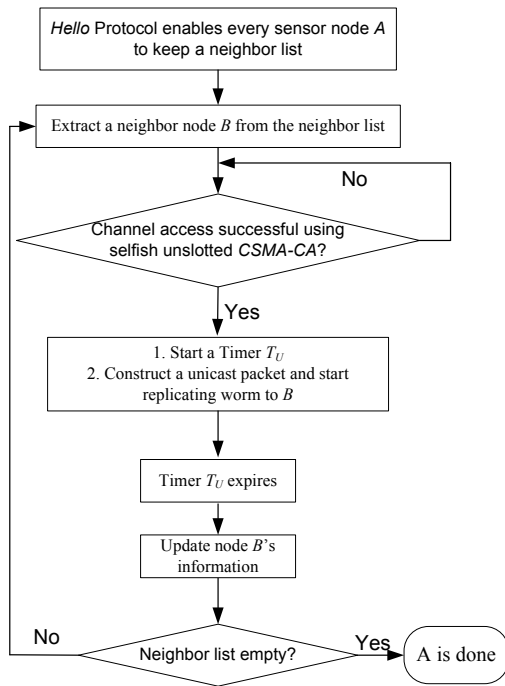 Hello Protocol enables every sensor node A
to keep a neighbor list
Extract a neighbor node B from the neighbor list
No
Channel access successful using
selfish unslotted CSMA-CA?
Yes
1. Start a Timer TU
2. Construct a unicast packet and start
replicating worm to B
Timer TU expires
Update node B's
information
No
Neighbor list empty?
Yes
A is done